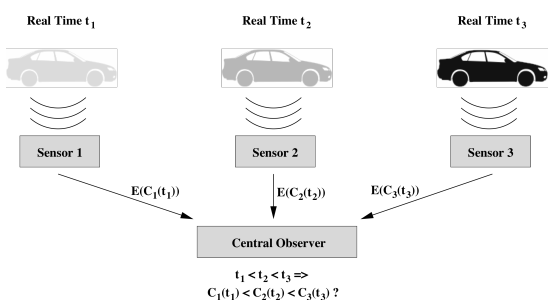 Real Time t1
Real Time t2
Real Time t3
Sensor 1
Sensor 2
Sensor 3
E(C1(t1))
E(C2(t2))
E(C3(t3))
Central Observer
t1 < t2 < t3 =>
C1(t1) < C2(t2) < C3(t3) ?